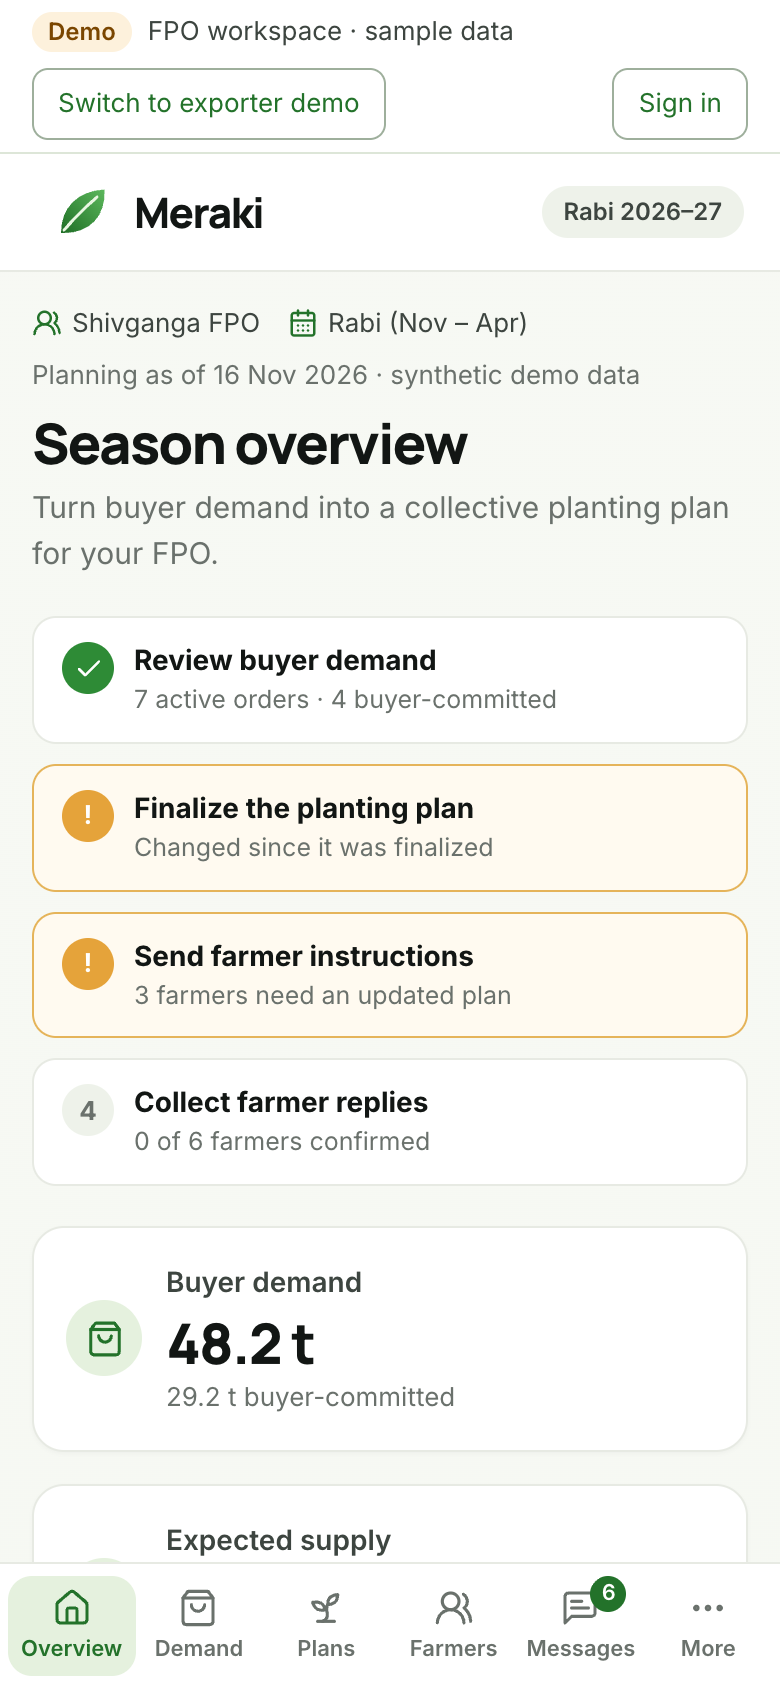 Demo FPO workspace · sample data
Switch to exporter demo
Sign in
Meraki
Rabi 2026–27
Shivganga FPO Rabi (Nov – Apr)
Planning as of 16 Nov 2026 · synthetic demo data
Season overview
Turn buyer demand into a collective planting plan
for your FPO.
Review buyer demand
7 active orders · 4 buyer-committed
!
Finalize the planting plan
Changed since it was finalized
!
Send farmer instructions
3 farmers need an updated plan
4
Collect farmer replies
0 of 6 farmers confirmed
Buyer demand
48.2 t
29.2 t buyer-committed
Expected supply
6
Overview Demand Plans Farmers Messages More